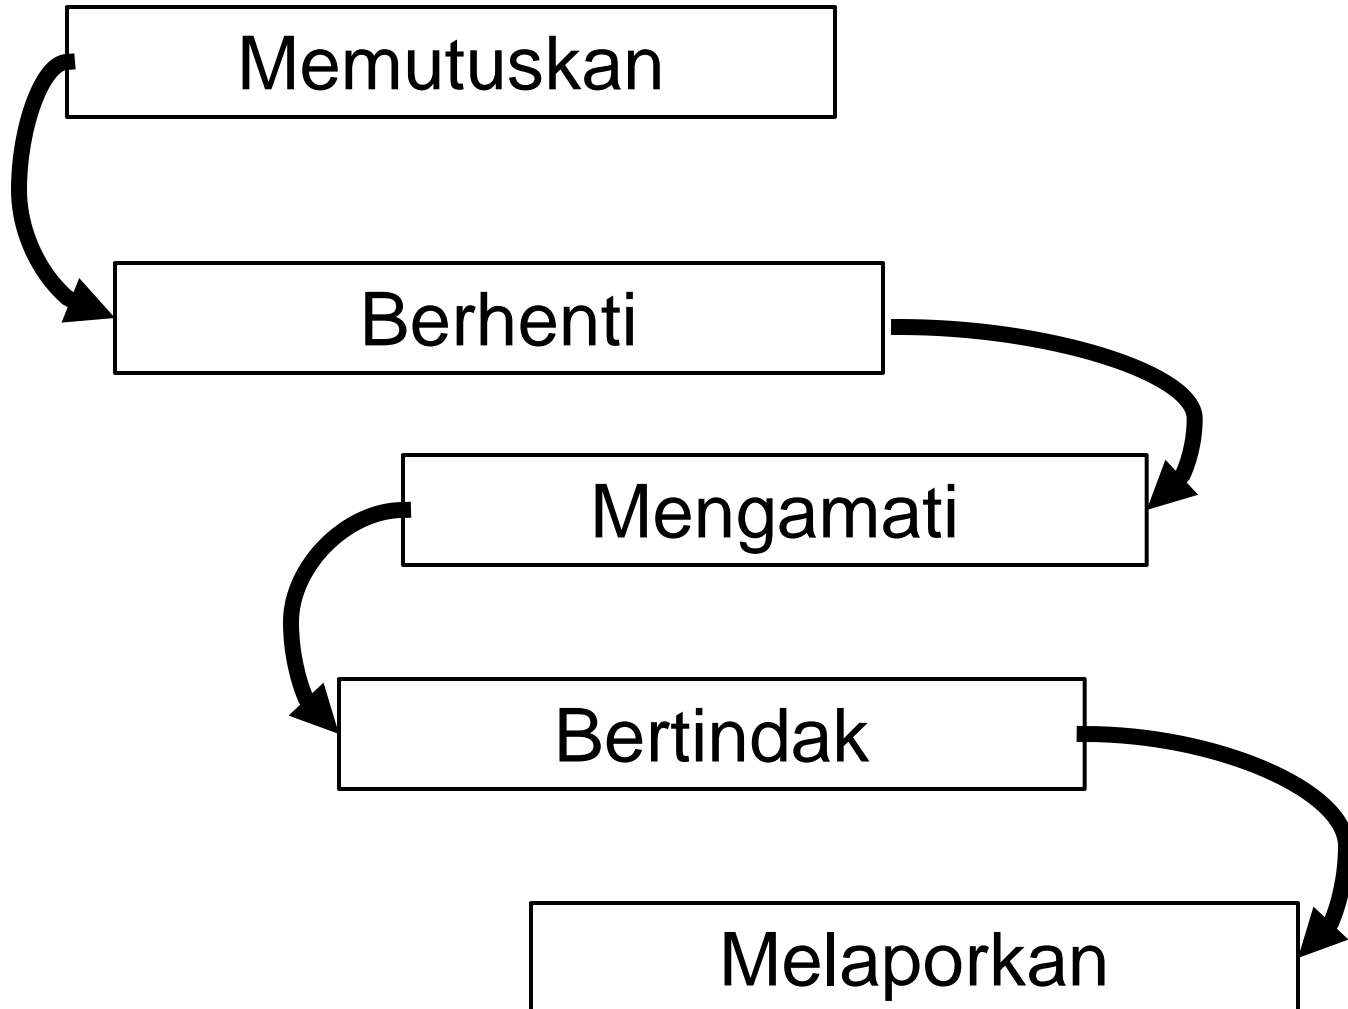 Memutuskan
Berhenti
Mengamati
Bertindak
Melaporkan